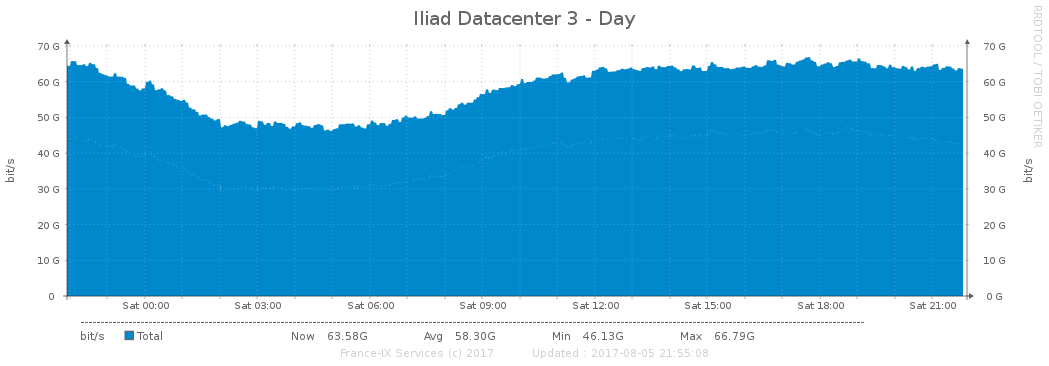 Iliad Datacenter 3 - Day
RRDTOOL / TOBI OETIKER
bit/s
70 G
60 G
50 G
40 G
30 G
20 G
10 G
0
70 G
60 G
50 G
40 G
30 G
20 G
10 G
0 G
bit/s
Sat 00:00 Sat 03:00 Sat 06:00 Sat 09:00 Sat 12:00 Sat 15:00 Sat 18:00 Sat 21:00
bit/s Total Now 63.58G Avg 58.30G Min 46.13G Max 66.79G
France-IX Services (c) 2017 Updated : 2017-08-05 21:55:08